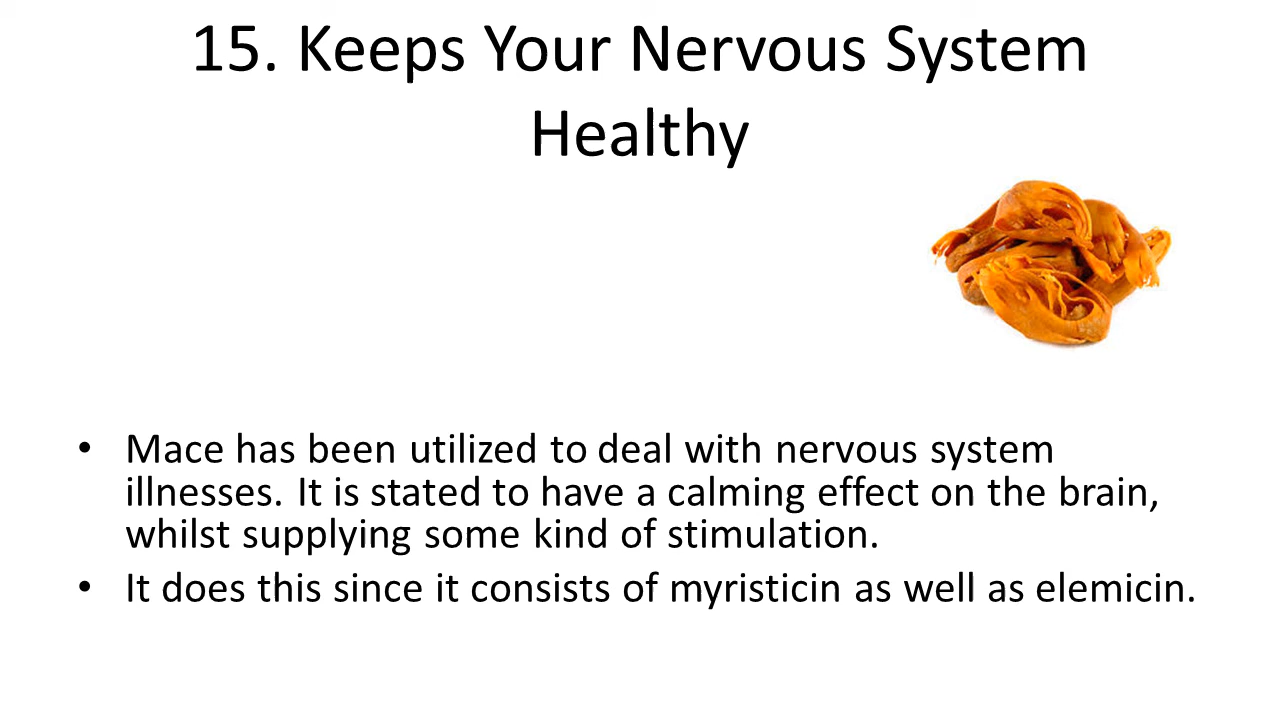 15. Keeps Your Nervous System
Healthy
• Mace has been utilized to deal with nervous system
illnesses. It is stated to have a calming effect on the brain,
whilst supplying some kind of stimulation.
• It does this since it consists of myristicin as well as elemicin.